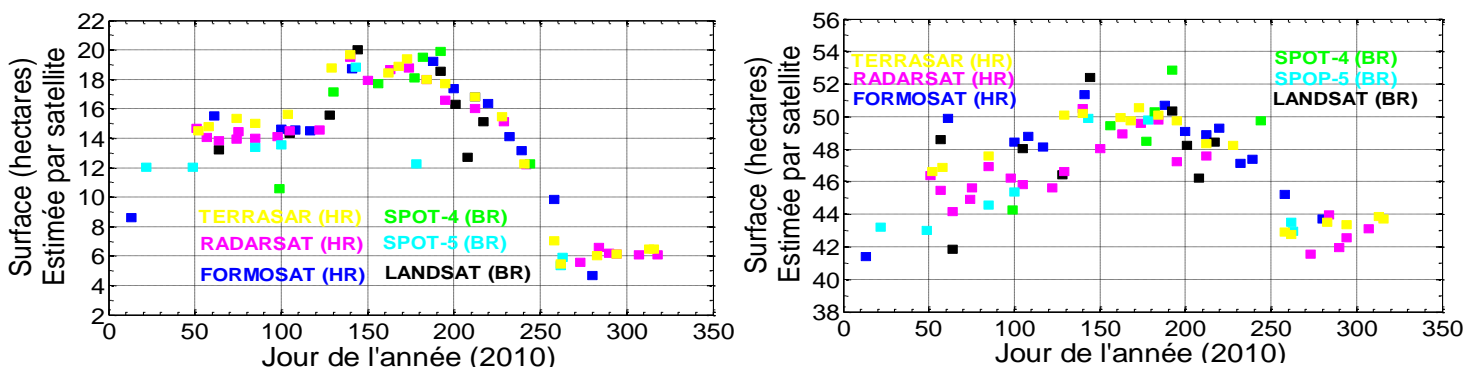 Surface (hectares)
Estimée par satellite
22
20
18
16
14
12
10
8
6
4
2
TERRASAR (HR)
SPOT-4 (BR)
RADARSAT (HR)
SPOT-5 (BR)
FORMOSAT (HR)
LANDSAT (BR)
0 50 100 150 200 250 300 350
Jour de l'année (2010)
Surface (hectares)
Estimée par satellite
56
54
52
50
48
46
44
42
40
38
TERRASAR (HR)
SPOT-4 (BR)
RADARSAT (HR)
SPOP-5 (BR)
FORMOSAT (HR)
LANDSAT (BR)
0 50 100 150 200 250 300 350
Jour de l'année (2010)